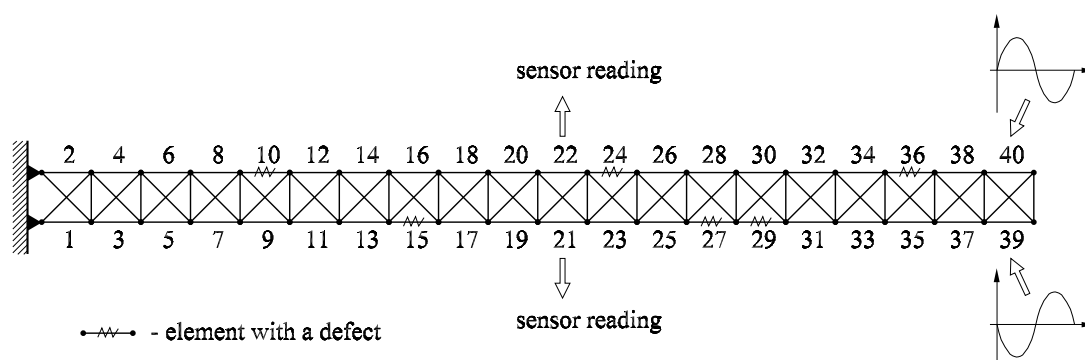 sensor reading
2 4 6 8 10 12 14 16 18 20 22 24 26 28 30 32 34 36 38 40
1 3 5 7 9 11 13 15 17 19 21 23 25 27 29 31 33 35 37 39
sensor reading
- element with a defect